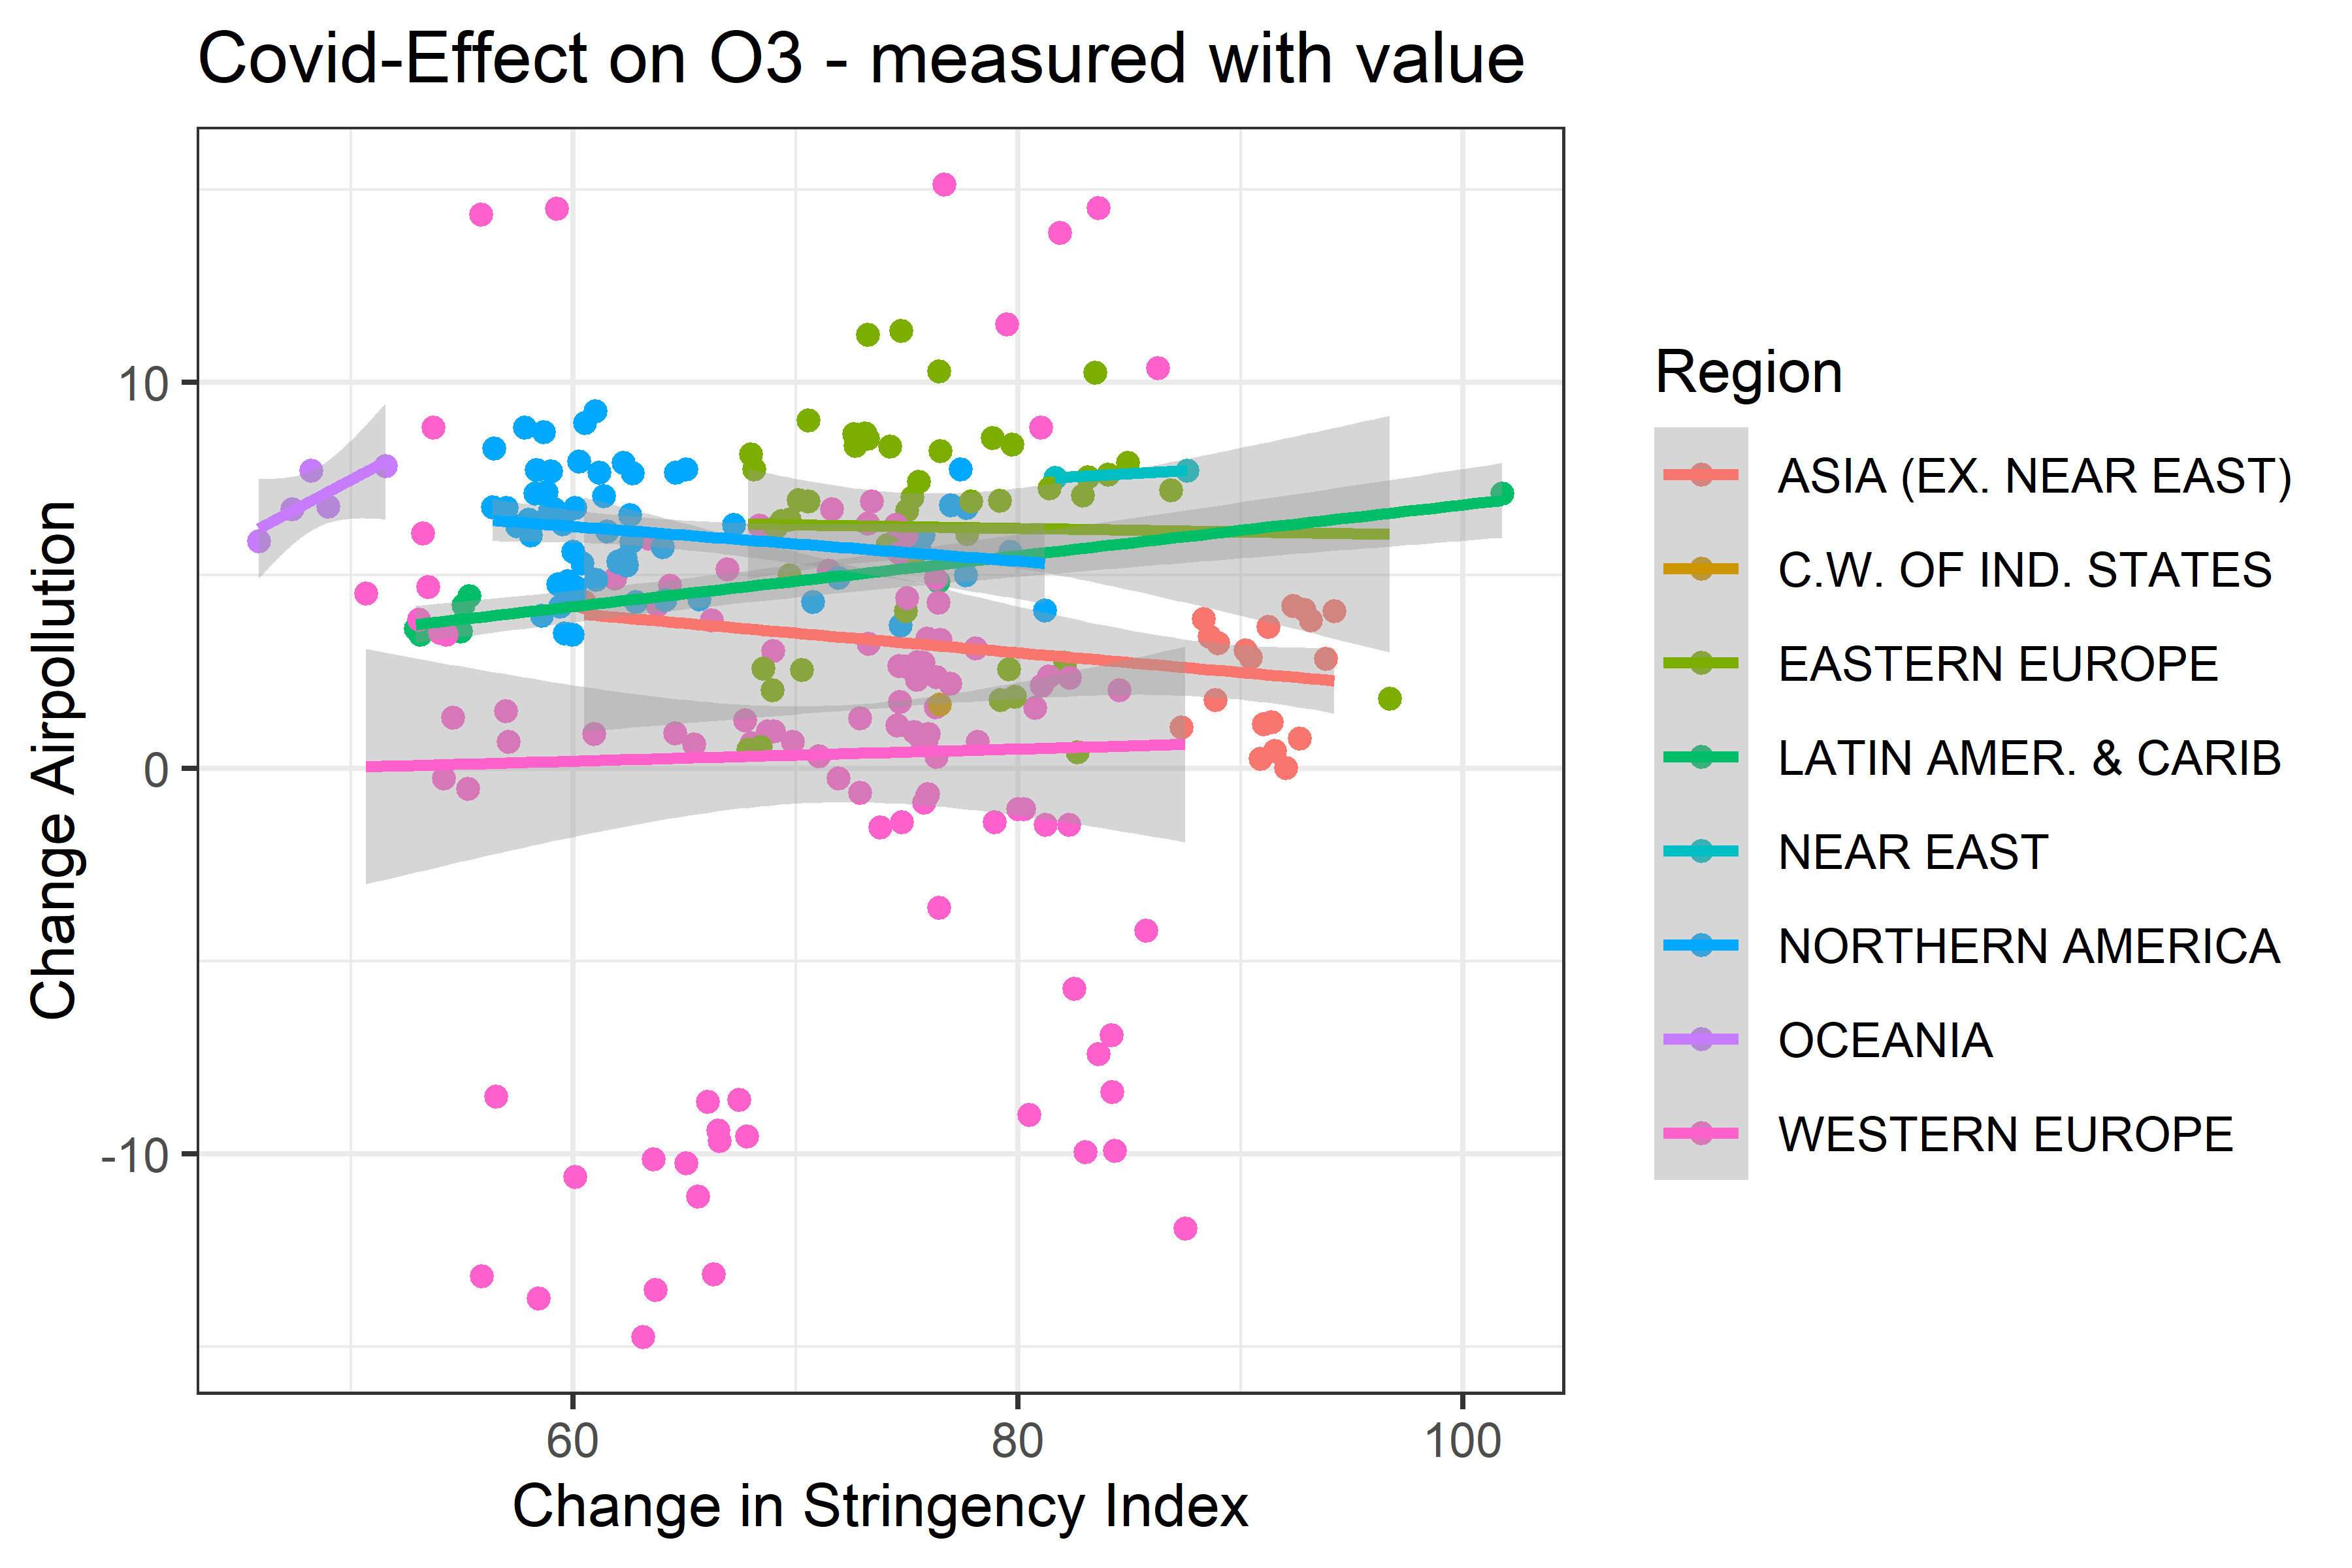 Covid-Effect on O3 - measured with value
Change Airpollution
10
0
-10
60
80
100
Change in Stringency Index
Region
ASIA (EX. NEAR EAST)
C.W. OF IND. STATES
EASTERN EUROPE
LATIN AMER. & CARIB
NEAR EAST
NORTHERN AMERICA
OCEANIA
WESTERN EUROPE